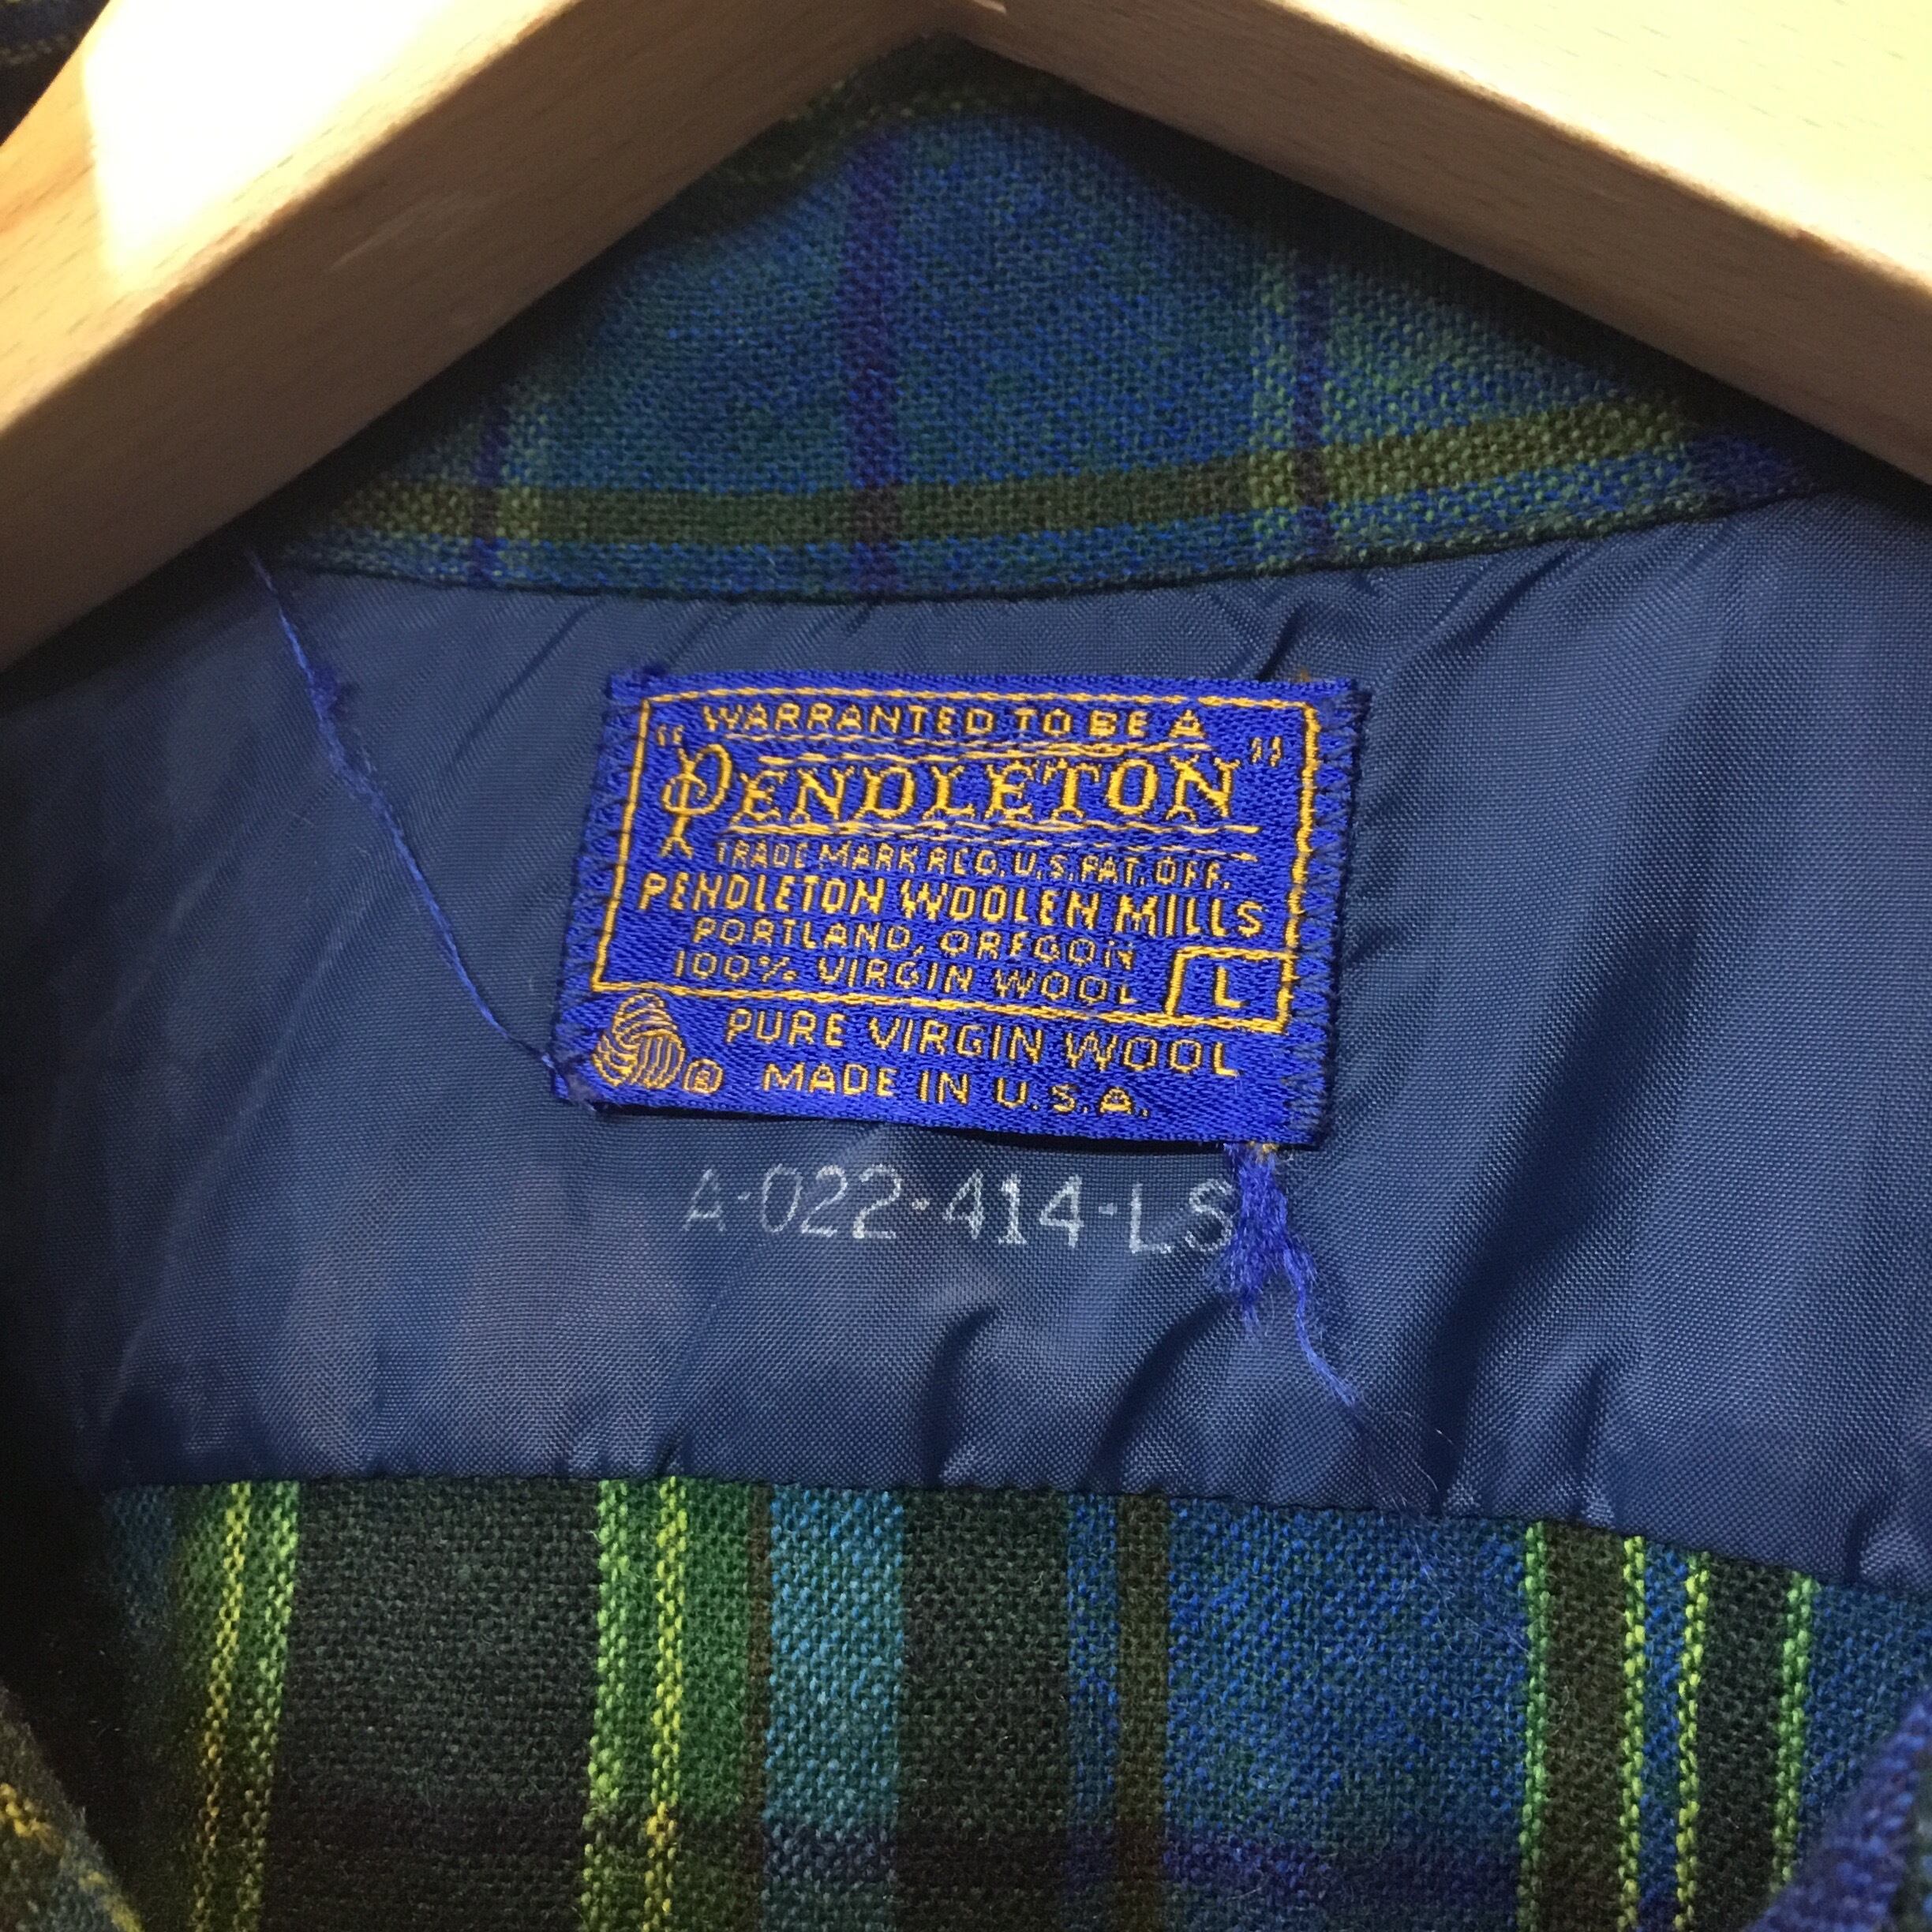 WARRANTED TO BE A
"PENDLETON"
TRADE MARK REG. U.S. PAT. OFF.
PENDLETON WOOLEN MILLS
PORTLAND, OREGON
100% VIRGIN WOOL L
PURE VIRGIN WOOL
® MADE IN U.S.A.
A-022-414-LS